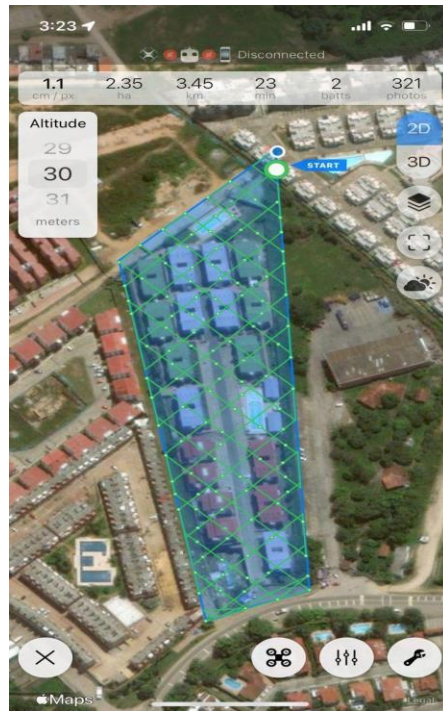 3:23
Disconnected
1.1 2.35 3.45 23 2 321
cm / px ha km min batts photos
Altitude
29
30
31
meters
2D
3D
START
Maps
Legal